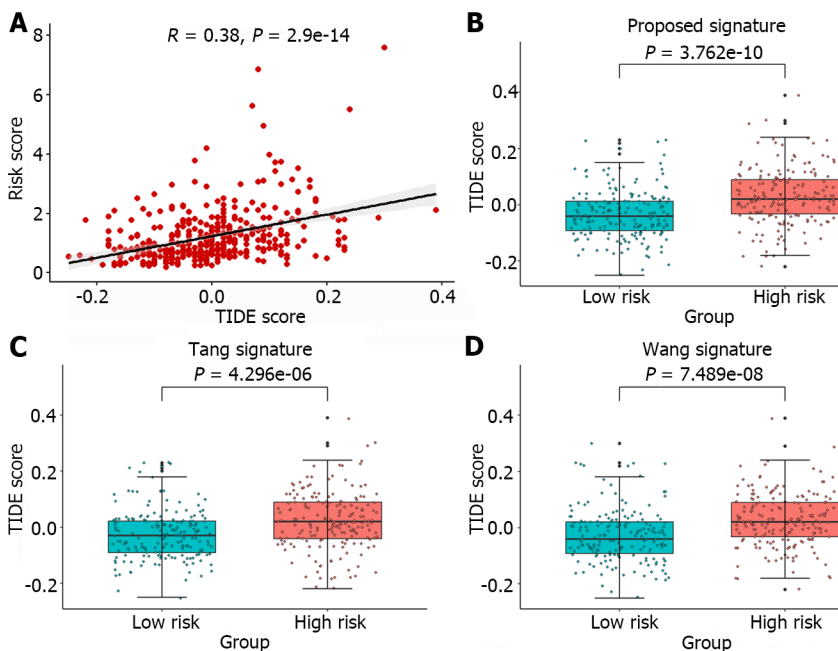 A
R = 0.38, P = 2.9e-14
Risk score
8
6
4
2
0
-0.2
0.0
0.2
0.4
TIDE score
B
Proposed signature
P = 3.762e-10
TIDE score
0.4
0.2
0.0
-0.2
Low risk
High risk
Group
C
Tang signature
P = 4.296e-06
TIDE score
0.4
0.2
0.0
-0.2
Low risk
High risk
Group
D
Wang signature
P = 7.489e-08
TIDE score
0.4
0.2
0.0
-0.2
Low risk
High risk
Group